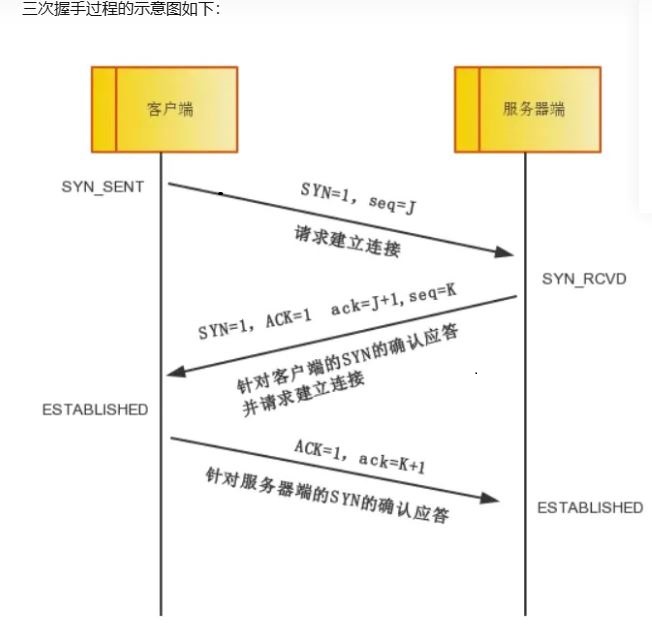 三次握手过程的示意图如下：
客户端
服务器端
SYN_SENT
SYN=1, seq=J
请求建立连接
SYN_RCVD
SYN=1, ACK=1 ack=J+1,seq=K
针对客户端的SYN的确认应答
并请求建立连接
ESTABLISHED
ACK=1, ack=K+1
针对服务器端的SYN的确认应答
ESTABLISHED